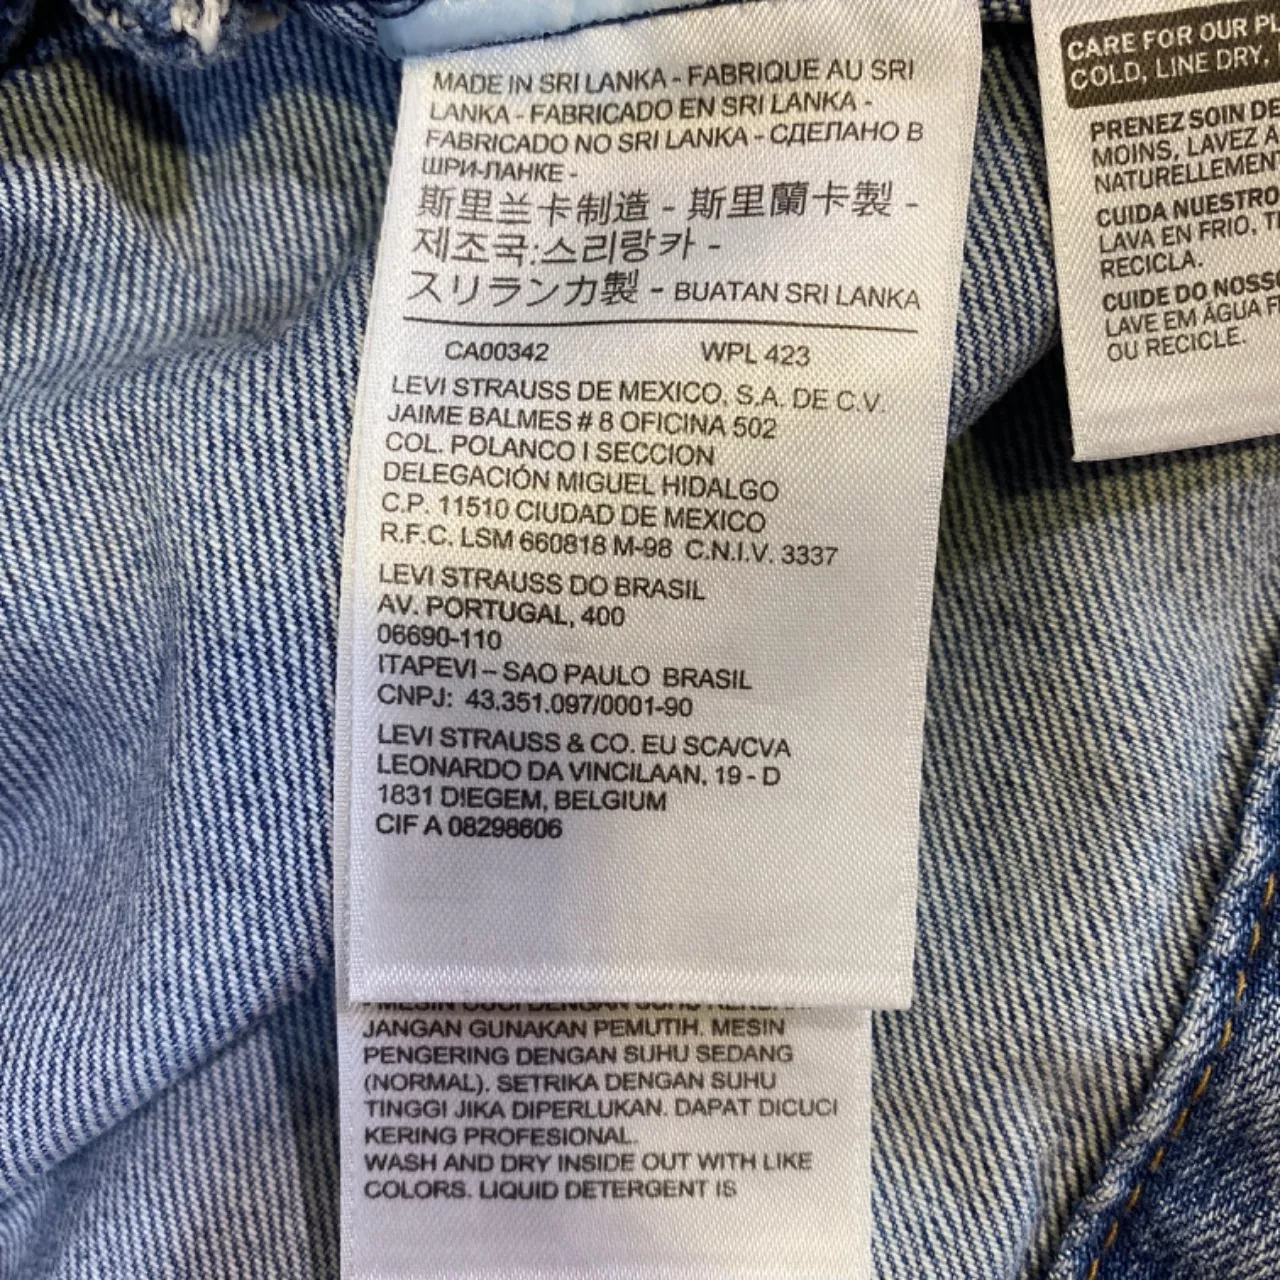 MADE IN SRI LANKA - FABRIQUE AU SRI
LANKA - FABRICADO EN SRI LANKA -
FABRICADO NO SRI LANKA - СДЕЛАНО В
ШРИ-ЛАНКЕ -
斯里兰卡制造 - 斯里蘭卡製 -
제조국:스리랑카 -
スリランカ製 - BUATAN SRI LANKA
CA00342 WPL 423
LEVI STRAUSS DE MEXICO, S.A. DE C.V.
JAIME BALMES # 8 OFICINA 502
COL. POLANCO I SECCION
DELEGACIÓN MIGUEL HIDALGO
C.P. 11510 CIUDAD DE MEXICO
R.F.C. LSM 660818 M-98 C.N.I.V. 3337
LEVI STRAUSS DO BRASIL
AV. PORTUGAL, 400
06690-110
ITAPEVI – SAO PAULO BRASIL
CNPJ: 43.351.097/0001-90
LEVI STRAUSS & CO. EU SCA/CVA
LEONARDO DA VINCILAAN, 19 - D
1831 DIEGEM, BELGIUM
CIF A 08298606
JANGAN GUNAKAN PEMUTIH. MESIN
PENGERING DENGAN SUHU SEDANG
(NORMAL). SETRIKA DENGAN SUHU
TINGGI JIKA DIPERLUKAN. DAPAT DICUCI
KERING PROFESIONAL.
WASH AND DRY INSIDE OUT WITH LIKE
COLORS. LIQUID DETERGENT IS
CARE FOR OUR
COLD, LINE DRY,
PRENEZ SOIN DE
MOINS, LAVEZ
NATURELLEMEN
CUIDA NUESTRO
LAVA EN FRIO,
RECICLA.
CUIDE DO NOSS
LAVE EM ÁGUA
OU RECICLE.